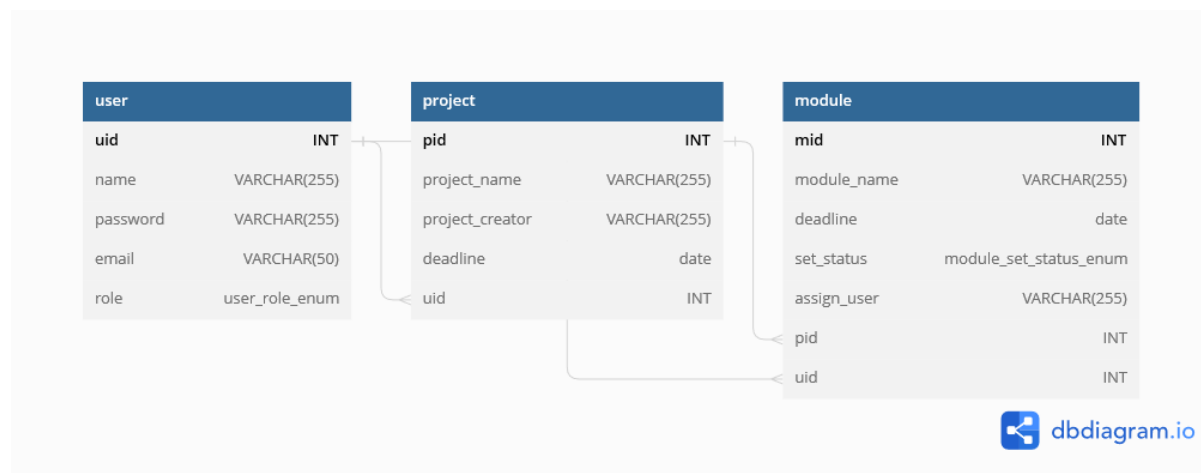 user
uid INT
name VARCHAR(255)
password VARCHAR(255)
email VARCHAR(50)
role user_role_enum
project
pid INT
project_name VARCHAR(255)
project_creator VARCHAR(255)
deadline date
uid INT
module
mid INT
module_name VARCHAR(255)
deadline date
set_status module_set_status_enum
assign_user VARCHAR(255)
pid INT
uid INT
dbdiagram.io